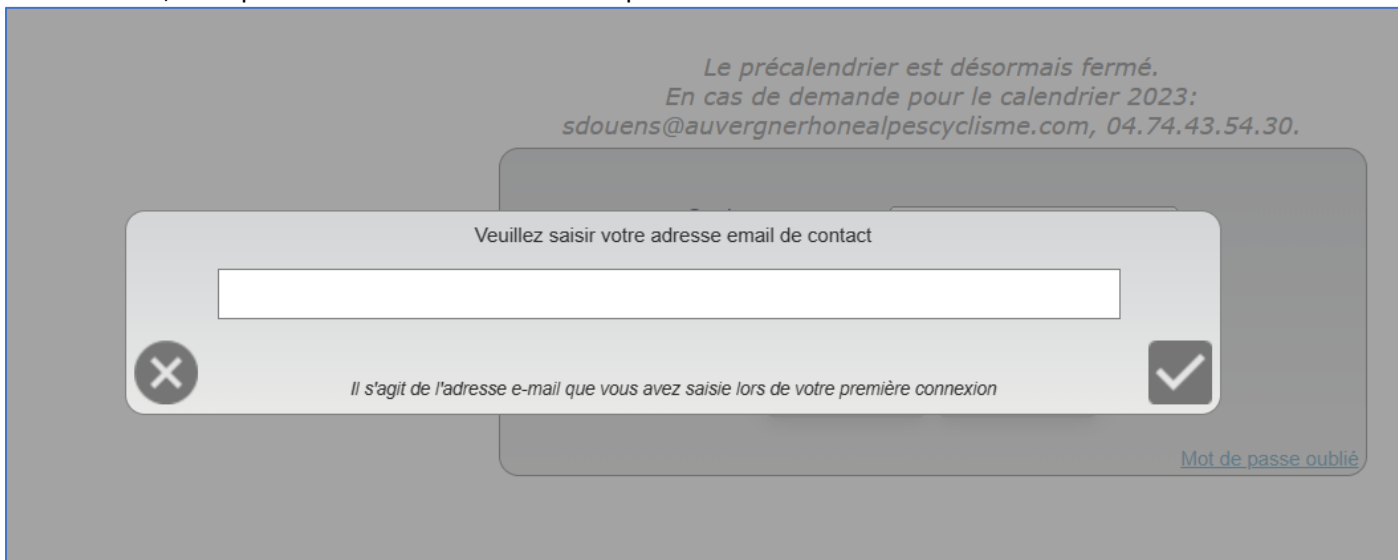 Le précalendrier est désormais fermé.
En cas de demande pour le calendrier 2023:
sdouens@auvergnerhonealpescyclisme.com, 04.74.43.54.30.
Veuillez saisir votre adresse email de contact
Il s'agit de l'adresse e-mail que vous avez saisie lors de votre première connexion
Mot de passe oublié